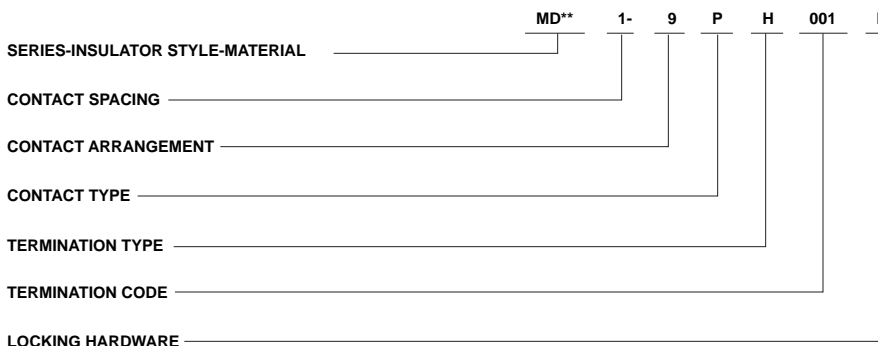 MD** 1- 9 P H 001
SERIES-INSULATOR STYLE-MATERIAL
CONTACT SPACING
CONTACT ARRANGEMENT
CONTACT TYPE
TERMINATION TYPE
TERMINATION CODE
LOCKING HARDWARE